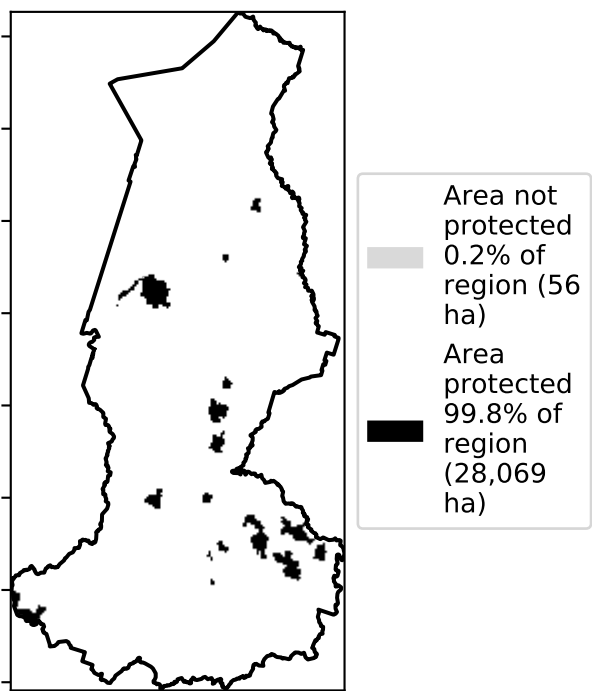 Area not
protected
0.2% of
region (56
ha)
Area
protected
99.8% of
region
(28,069
ha)